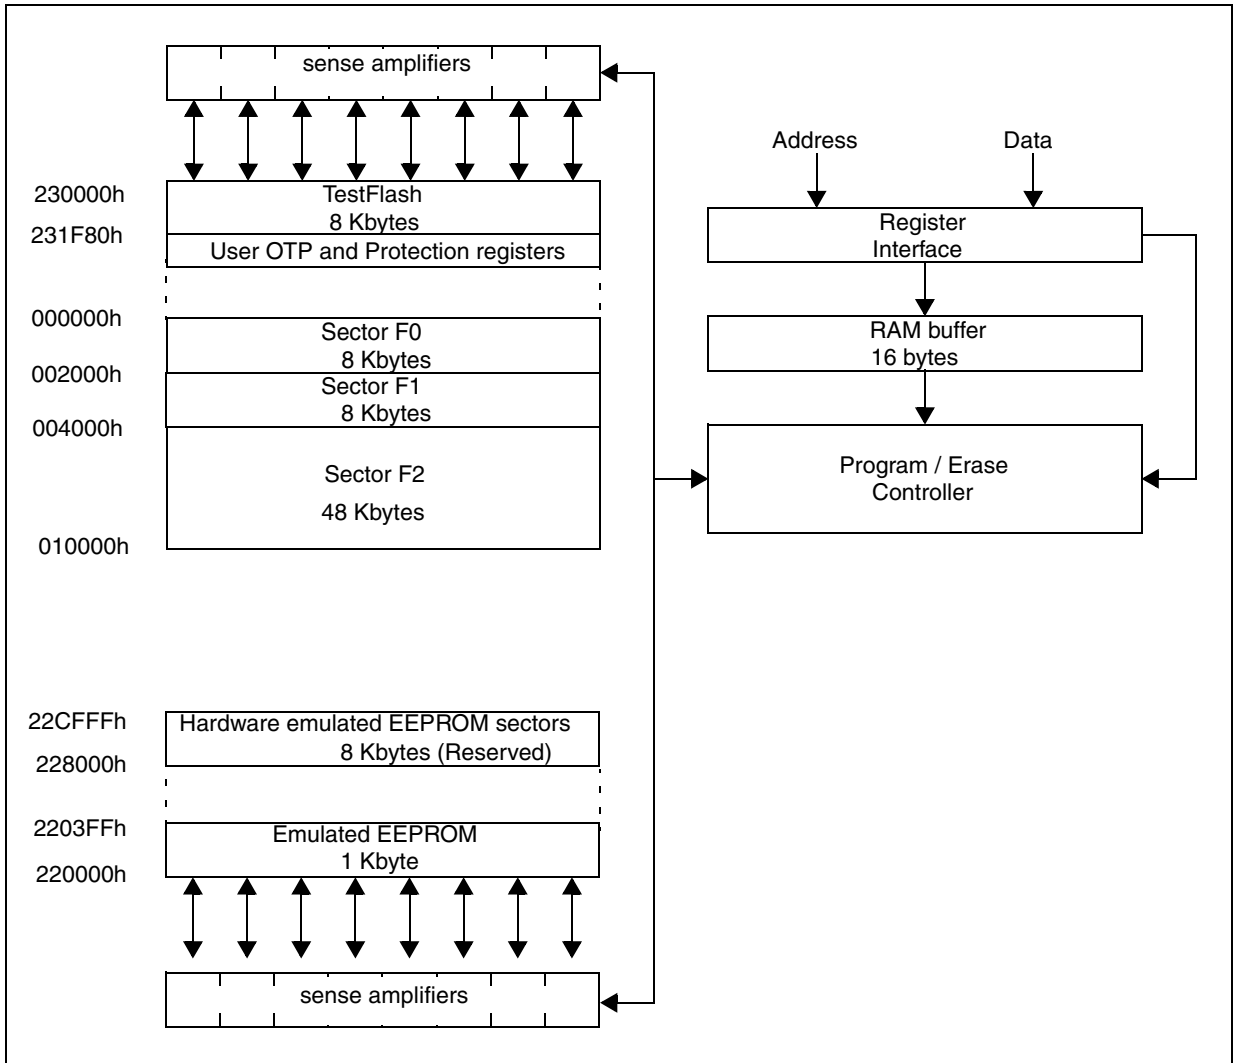 sense amplifiers
230000h
TestFlash
8 Kbytes
231F80h
User OTP and Protection registers
000000h
Sector F0
8 Kbytes
002000h
Sector F1
8 Kbytes
004000h
Sector F2
48 Kbytes
010000h
22CFFFh
Hardware emulated EEPROM sectors
8 Kbytes (Reserved)
228000h
2203FFh
Emulated EEPROM
1 Kbyte
220000h
sense amplifiers
Address
Data
Register
Interface
RAM buffer
16 bytes
Program / Erase
Controller